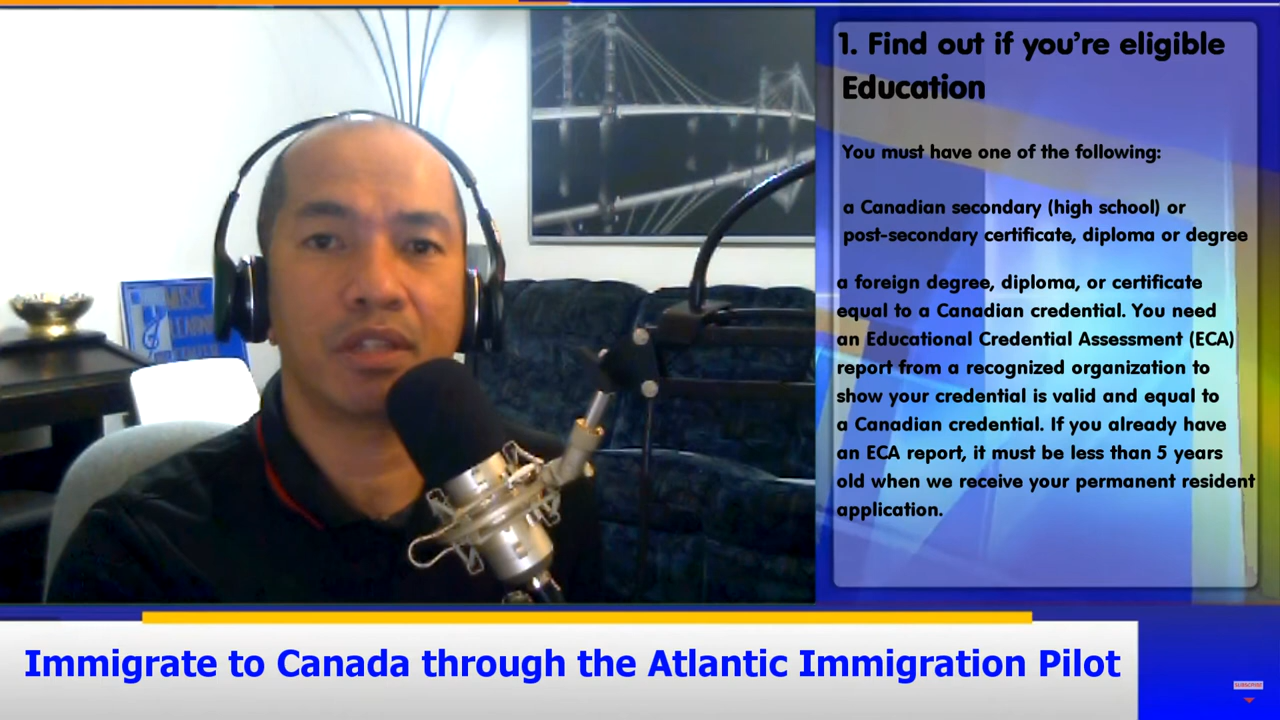 1. Find out if you're eligible
Education
You must have one of the following:
a Canadian secondary (high school) or
post-secondary certificate, diploma or degree
a foreign degree, diploma, or certificate
equal to a Canadian credential. You need
an Educational Credential Assessment (ECA)
report from a recognized organization to
show your credential is valid and equal to
a Canadian credential. If you already have
an ECA report, it must be less than 5 years
old when we receive your permanent resident
application.
MUSIC
Immigrate to Canada through the Atlantic Immigration Pilot
SUBSCRIBE